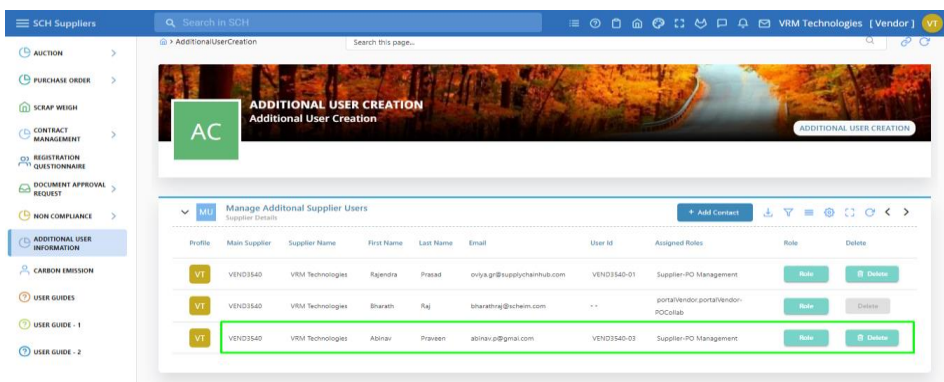 SCH Suppliers
Search in SCH
VRM Technologies [ Vendor ]
VT
AdditionalUserCreation
Search this page...
AUCTION
PURCHASE ORDER
SCRAP WEIGH
CONTRACT
MANAGEMENT
REGISTRATION
QUESTIONNAIRE
DOCUMENT APPROVAL
REQUEST
NON COMPLIANCE
ADDITIONAL USER
INFORMATION
CARBON EMISSION
USER GUIDES
USER GUIDE - 1
USER GUIDE - 2
AC
ADDITIONAL USER CREATION
Additional User Creation
ADDITIONAL USER CREATION
MU
Manage Additonal Supplier Users
Supplier Details
+ Add Contact
Profile Main Supplier Supplier Name First Name Last Name Email User Id Assigned Roles Role Delete
VT VEND3540 VRM Technologies Rajendra Prasad oviya.gr@supplychainhub.com VEND3540-01 Supplier-PO Management Role Delete
VT VEND3540 VRM Technologies Bharath Raj bharathraj@scheim.com - - portalVendor.portalVendor-POCollab Role Delete
VT VEND3540 VRM Technologies Abinav Praveen abinav.p@gmai.com VEND3540-03 Supplier-PO Management Role Delete